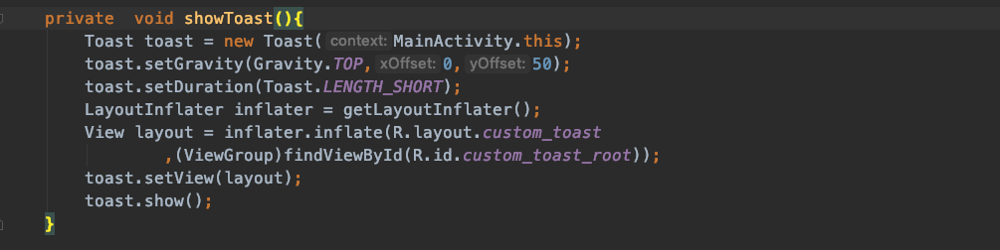 private  void showToast(){
Toast toast = new Toast( context: MainActivity.this);
toast.setGravity(Gravity.TOP, xOffset: 0, yOffset: 50);
toast.setDuration(Toast.LENGTH_SHORT);
LayoutInflater inflater = getLayoutInflater();
View layout = inflater.inflate(R.layout.custom_toast
,(ViewGroup)findViewById(R.id.custom_toast_root));
toast.setView(layout);
toast.show();
}